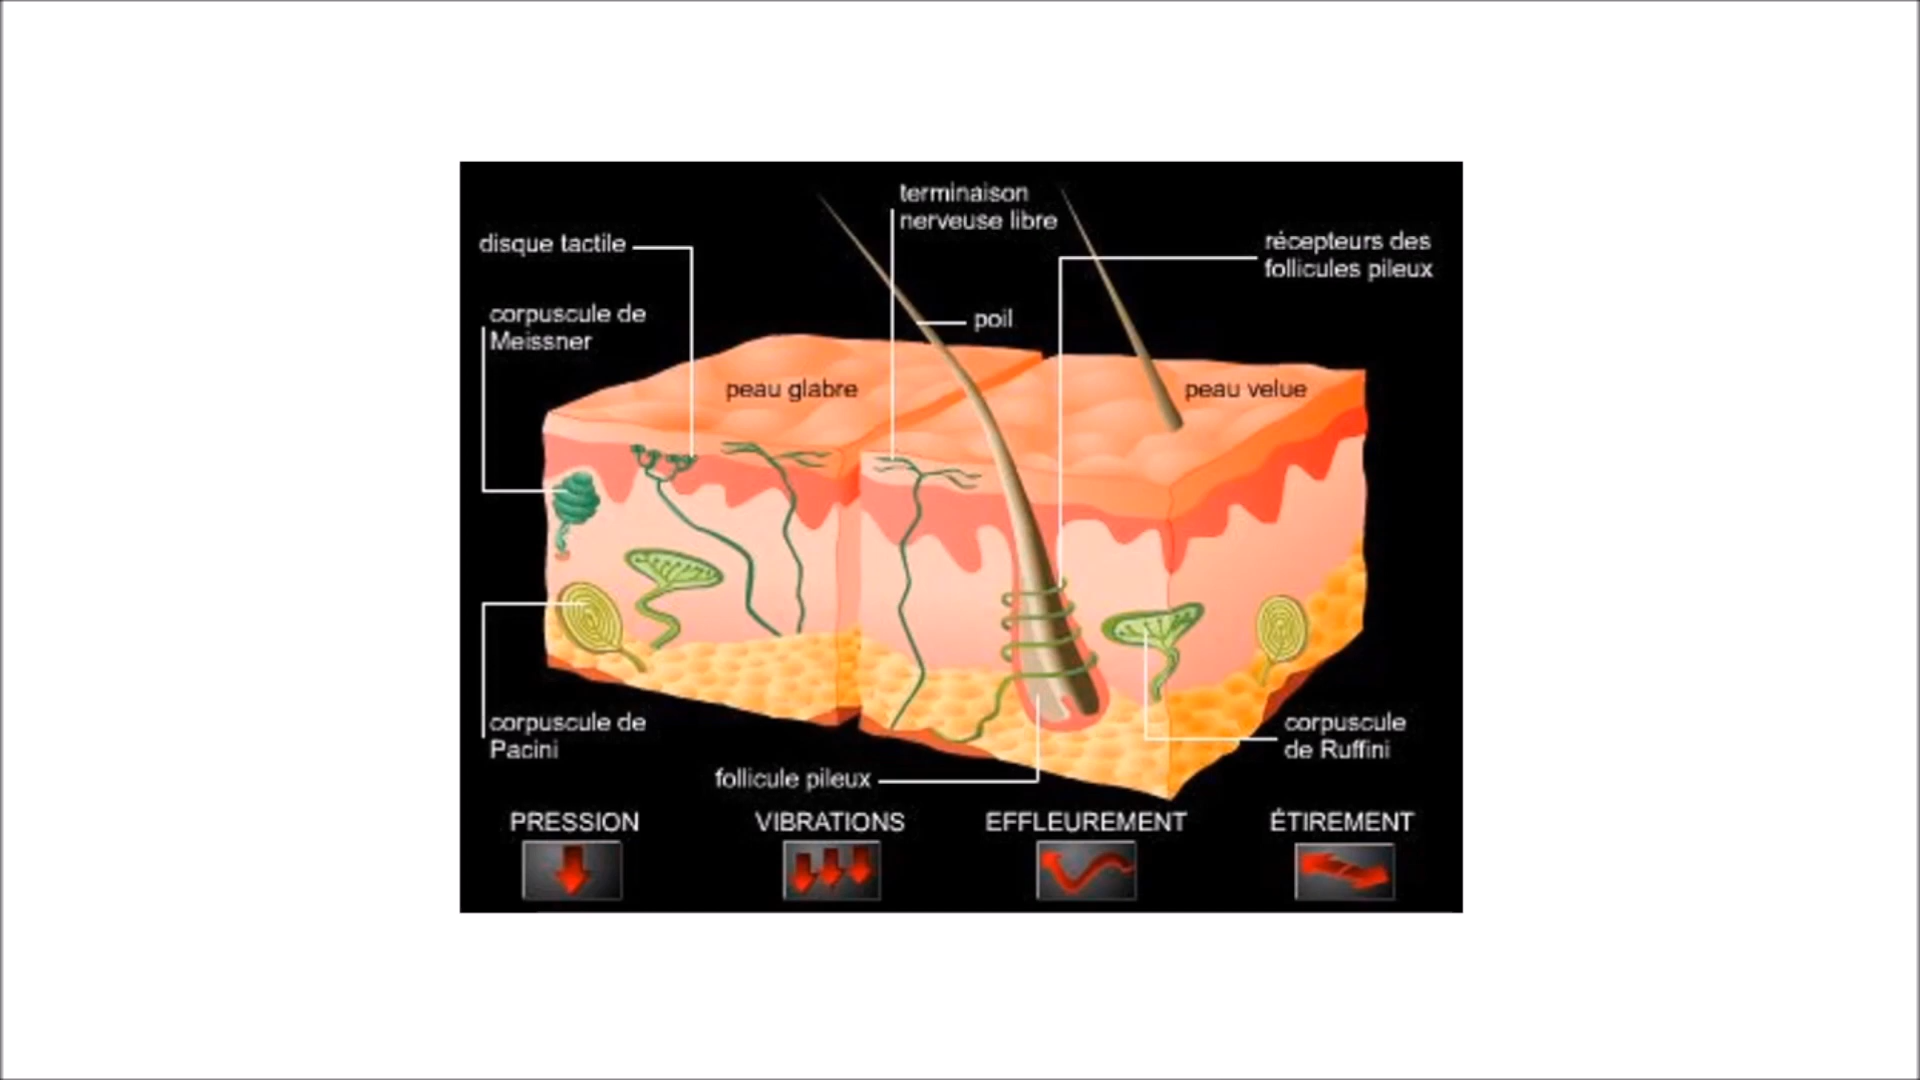 terminaison
nerveuse libre
disque tactile
récepteurs des
follicules pileux
corpuscule de
Meissner
poil
peau glabre
peau velue
corpuscule de
Pacini
corpuscule
de Ruffini
follicule pileux
PRESSION
VIBRATIONS
EFFLEUREMENT
ÉTIREMENT